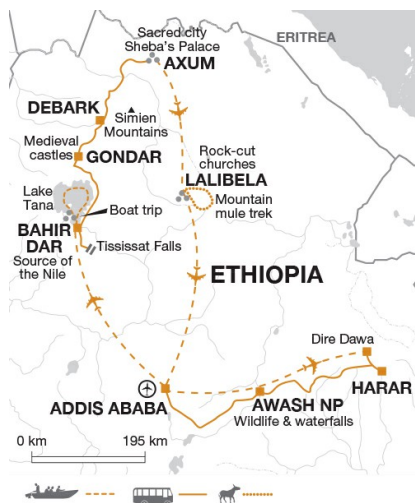 Sacred city
Sheba's Palace
AXUM
ERITREA
DEBARK
Simien
Mountains
Medieval
castles
GONDAR
Rock-cut
churches
LALIBELA
Mountain
mule trek
Lake
Tana
Boat trip
BAHIR
DAR
Tississat Falls
Source of
the Nile
ETHIOPIA
Dire Dawa
HARAR
ADDIS ABABA
AWASH NP
Wildlife & waterfalls
0 km
195 km